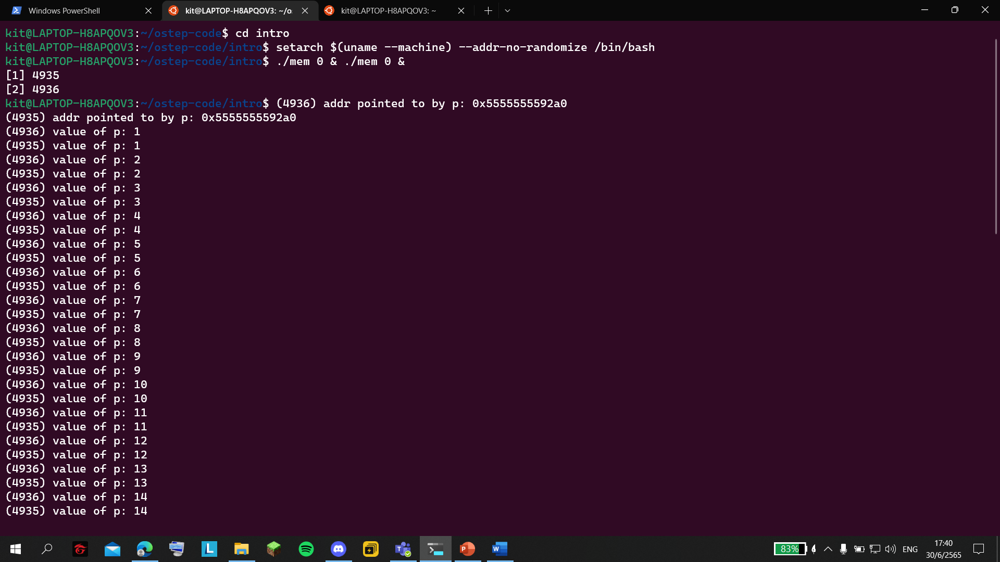 Windows PowerShell
kit@LAPTOP-H8APQOV3: ~/o
kit@LAPTOP-H8APQOV3: ~
kit@LAPTOP-H8APQOV3:~/ostep-code$ cd intro
kit@LAPTOP-H8APQOV3:~/ostep-code/intro$ setarch $(uname --machine) --addr-no-randomize /bin/bash
kit@LAPTOP-H8APQOV3:~/ostep-code/intro$ ./mem 0 & ./mem 0 &
[1] 4935
[2] 4936
kit@LAPTOP-H8APQOV3:~/ostep-code/intro$ (4936) addr pointed to by p: 0x5555555592a0
(4935) addr pointed to by p: 0x5555555592a0
(4936) value of p: 1
(4935) value of p: 1
(4936) value of p: 2
(4935) value of p: 2
(4936) value of p: 3
(4935) value of p: 3
(4936) value of p: 4
(4935) value of p: 4
(4936) value of p: 5
(4935) value of p: 5
(4936) value of p: 6
(4935) value of p: 6
(4936) value of p: 7
(4935) value of p: 7
(4936) value of p: 8
(4935) value of p: 8
(4936) value of p: 9
(4935) value of p: 9
(4936) value of p: 10
(4935) value of p: 10
(4936) value of p: 11
(4935) value of p: 11
(4936) value of p: 12
(4935) value of p: 12
(4936) value of p: 13
(4935) value of p: 13
(4936) value of p: 14
(4935) value of p: 14
83%
ENG
17:40
30/6/2565